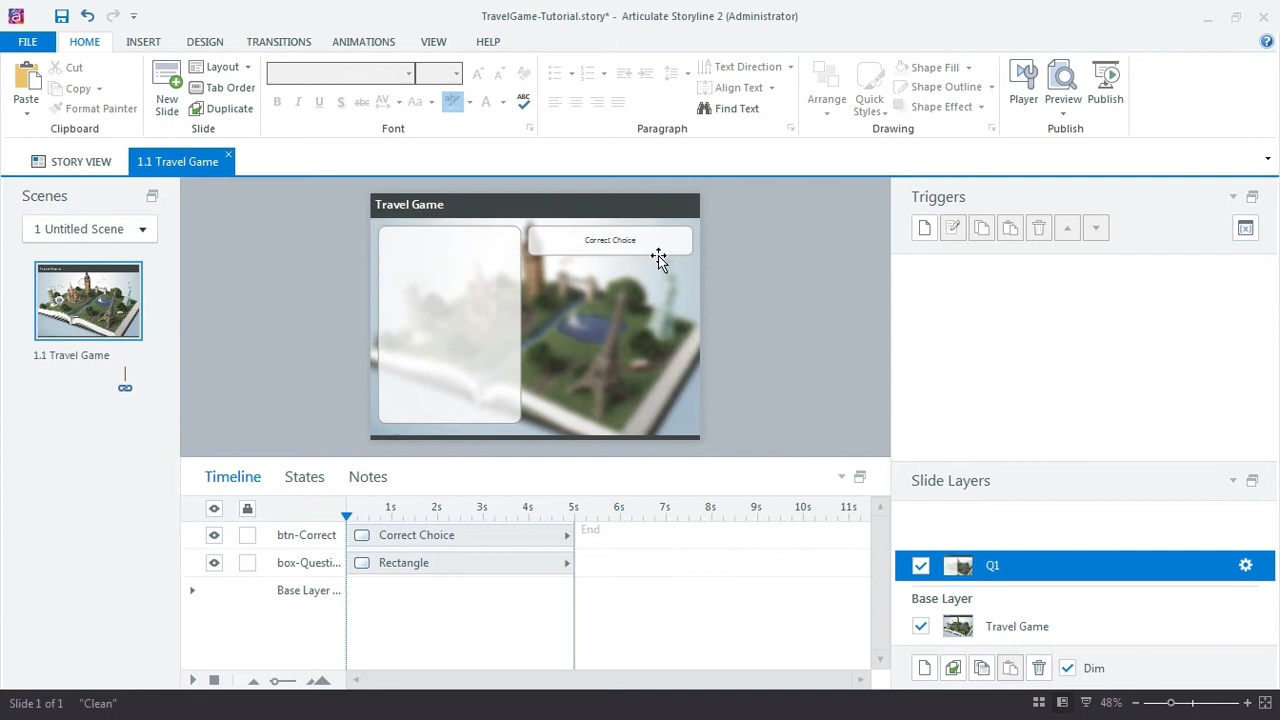 TravelGame-Tutorial.story* - Articulate Storyline 2 (Administrator)
FILE HOME INSERT DESIGN TRANSITIONS ANIMATIONS VIEW HELP
Paste
Cut
Copy
Format Painter
Clipboard
New Slide
Layout
Tab Order
Duplicate
Slide
B I U S abc AV Aa A
ABC
Font
Text Direction
Align Text
Find Text
Paragraph
Arrange
Quick Styles
Shape Fill
Shape Outline
Shape Effect
Drawing
Player
Preview
Publish
Publish
STORY VIEW
1.1 Travel Game
Scenes
1 Untitled Scene
1.1 Travel Game
Travel Game
Correct Choice
Triggers
Timeline States Notes
1s 2s 3s 4s 5s 6s 7s 8s 9s 10s 11s
btn-Correct Correct Choice End
box-Questi... Rectangle
Base Layer ...
Slide Layers
Q1
Base Layer
Travel Game
Dim
Slide 1 of 1 "Clean" 48%